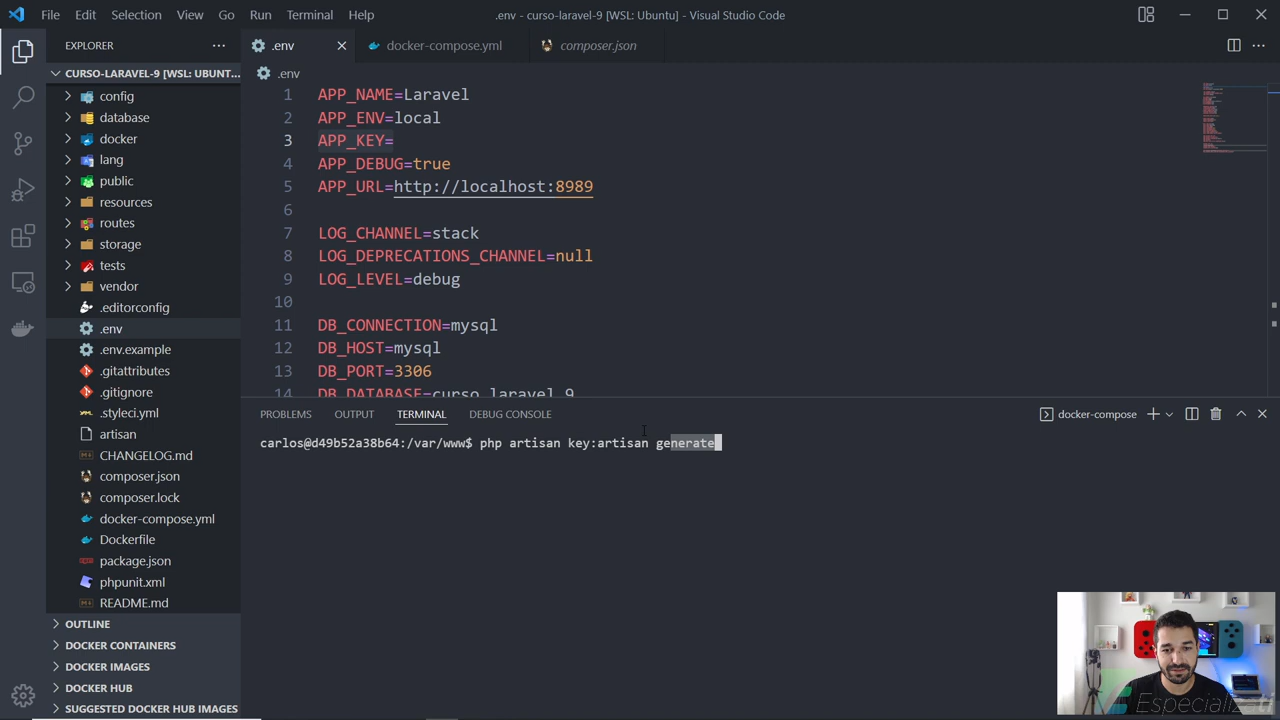 File Edit Selection View Go Run Terminal Help
.env - curso-laravel-9 [WSL: Ubuntu] - Visual Studio Code
EXPLORER
.env
docker-compose.yml
composer.json
CURSO-LARAVEL-9 [WSL: UBUNT...
.env
config
database
docker
lang
public
resources
routes
storage
tests
vendor
.editorconfig
.env
.env.example
.gitattributes
.gitignore
.styleci.yml
artisan
CHANGELOG.md
composer.json
composer.lock
docker-compose.yml
Dockerfile
package.json
phpunit.xml
README.md
OUTLINE
DOCKER CONTAINERS
DOCKER IMAGES
DOCKER HUB
SUGGESTED DOCKER HUB IMAGES
1 APP_NAME=Laravel
2 APP_ENV=local
3 APP_KEY=
4 APP_DEBUG=true
5 APP_URL=http://localhost:8989
6
7 LOG_CHANNEL=stack
8 LOG_DEPRECATIONS_CHANNEL=null
9 LOG_LEVEL=debug
10
11 DB_CONNECTION=mysql
12 DB_HOST=mysql
13 DB_PORT=3306
14 DB_DATABASE=curso_laravel_9
PROBLEMS OUTPUT TERMINAL DEBUG CONSOLE
docker-compose
carlos@d49b52a38b64:/var/www$ php artisan key:artisan generate
Especializati